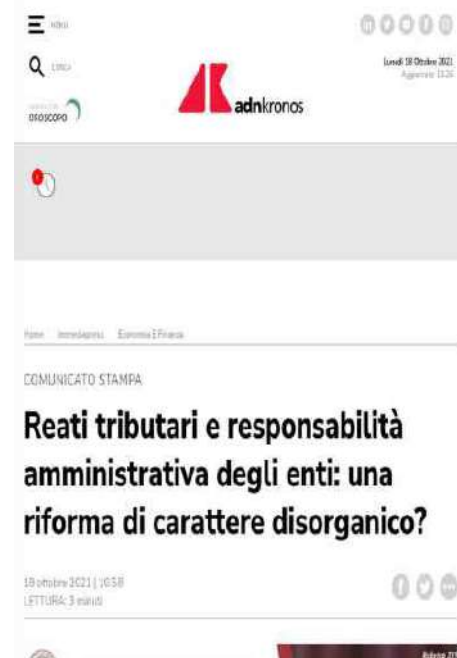 MENU
CERCA
Lunedì 18 Ottobre 2021
OROSCOPO
adnkronos
Home Immediapress Economia E Finanza
COMUNICATO STAMPA
Reati tributari e responsabilità
amministrativa degli enti: una
riforma di carattere disorganico?
18 ottobre 2021 | 10.58
LETTURA: 3 minuti